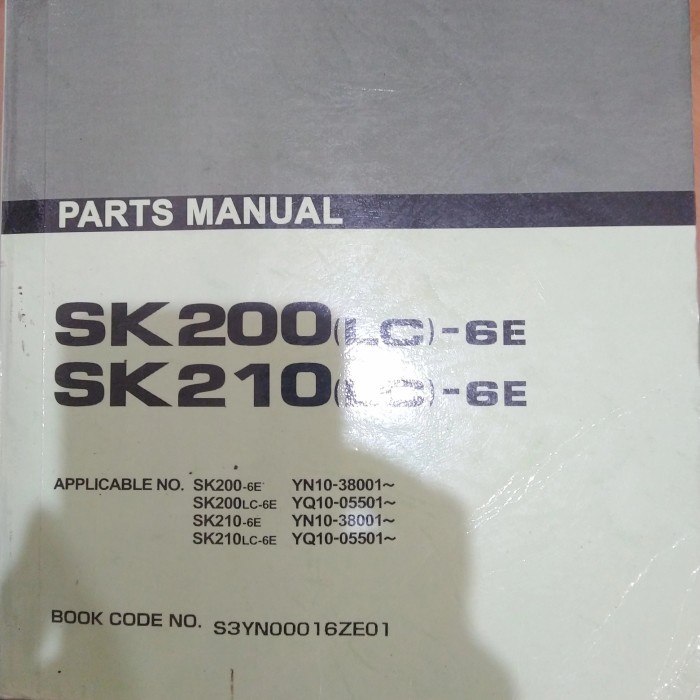 PARTS MANUAL
SK200(LC)-6E
SK210(LC)-6E
APPLICABLE NO. SK200-6E YN10-38001~
SK200LC-6E YQ10-05501~
SK210-6E YN10-38001~
SK210LC-6E YQ10-05501~
BOOK CODE NO. S3YN00016ZE01